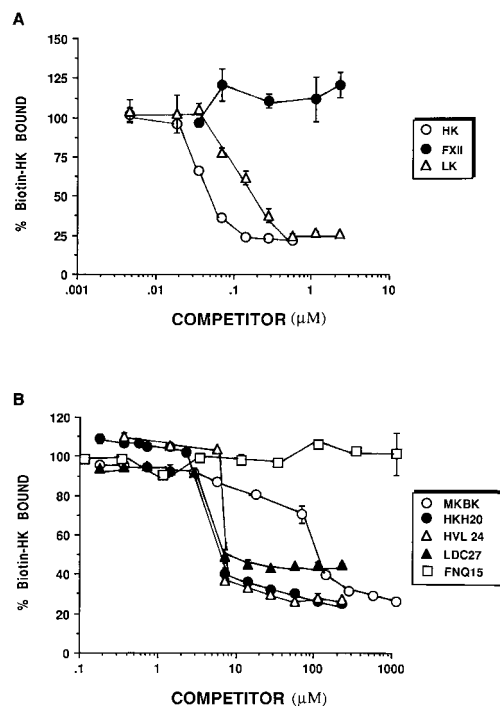 A
150
125
100
75
50
25
0
% Biotin-HK BOUND
.001
.01
.1
1
10
COMPETITOR (μM)
HK
FXII
LK
B
120
100
80
60
40
20
0
% Biotin-HK BOUND
.1
1
10
100
1000
COMPETITOR (μM)
MKBK
HKH20
HVL 24
LDC27
FNQ15